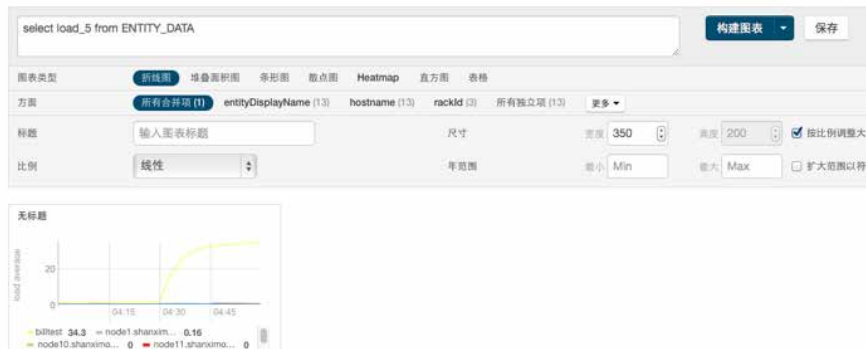 select load_5 from ENTITY_DATA
构建图表 保存
图表类型 折线图 堆叠面积图 条形图 散点图 Heatmap 直方图 表格
方面 所有合并项 (1) entityDisplayName (13) hostname (13) rackId (3) 所有独立项 (13) 更多
标题 输入图表标题 尺寸 宽度 350 高度 200 按比例调整大
比例 线性 年范围 最小 Min 最大 Max 扩大范围以符
无标题
load average
20
0
04:15 04:30 04:45
billtest 34.3 node1.shanxim... 0.16
node10.shanximo... 0 node11.shanximo... 0